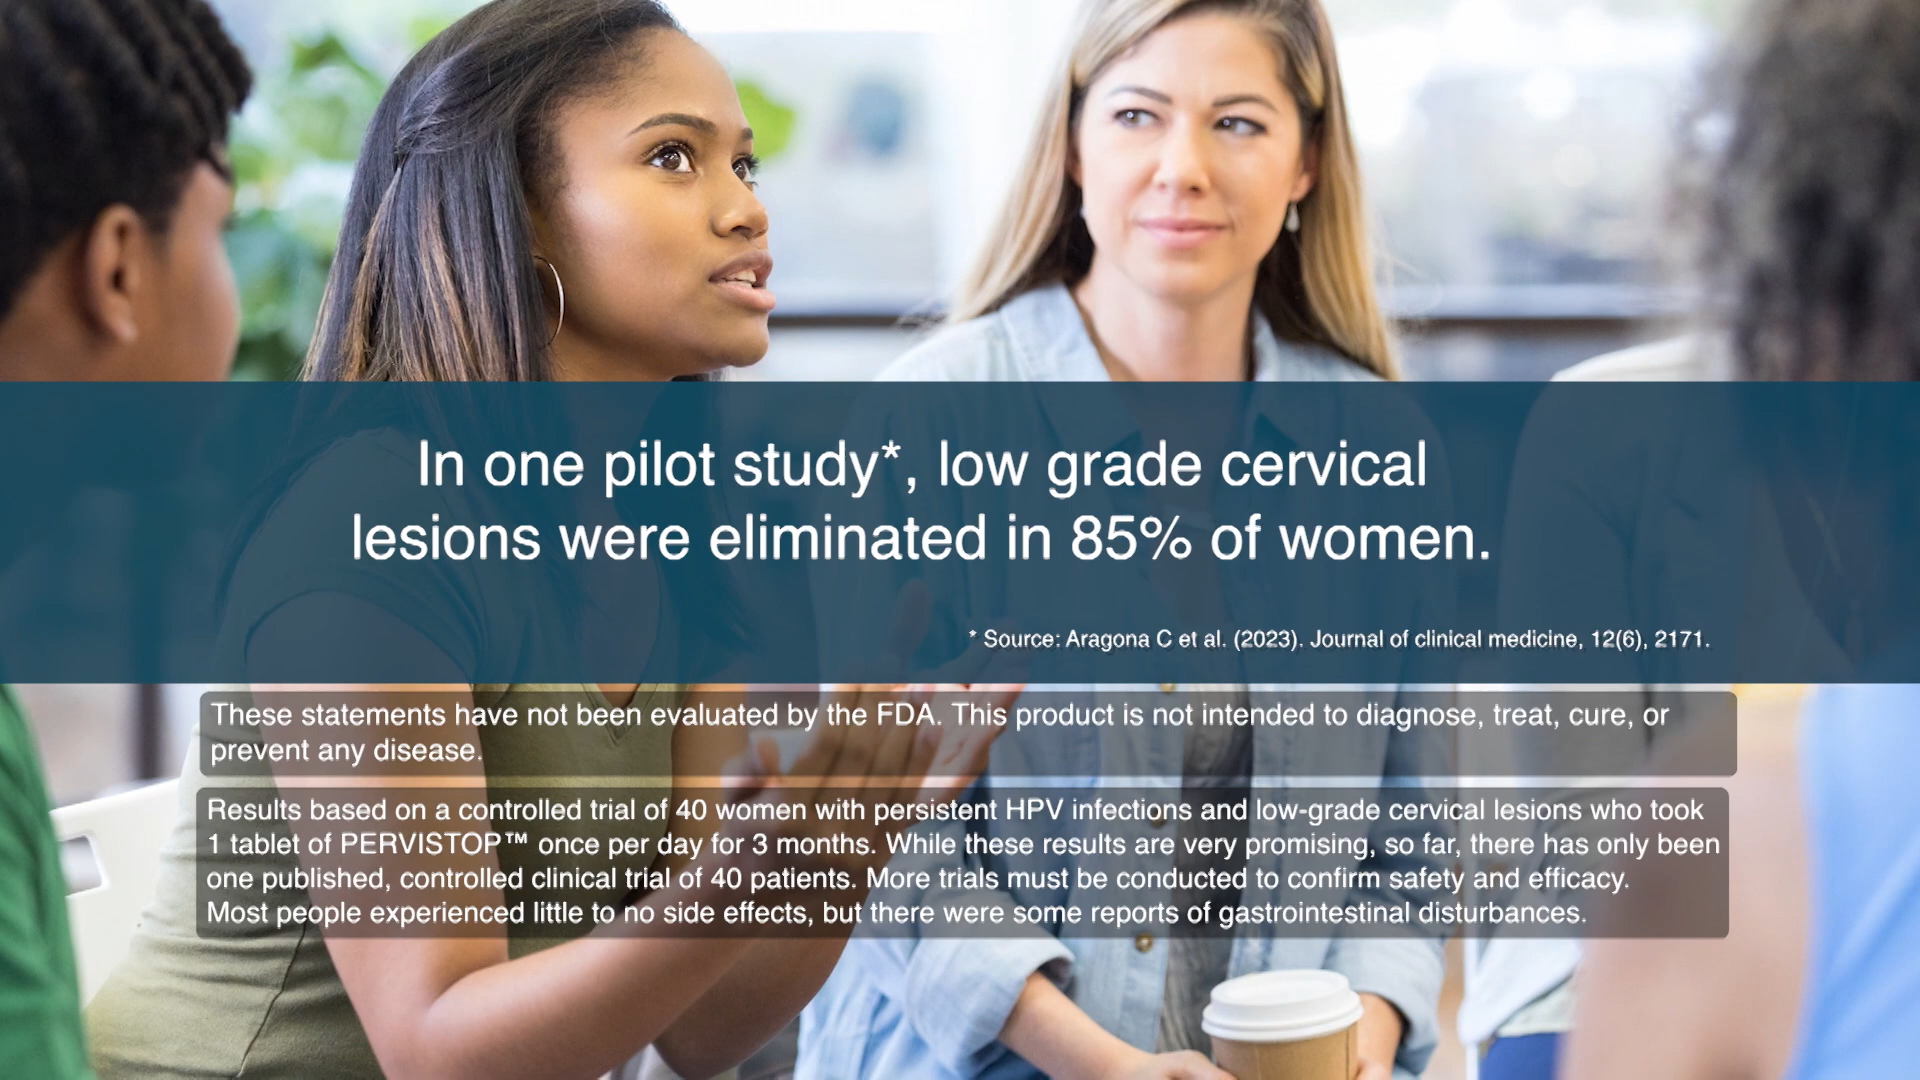 In one pilot study*, low grade cervical
lesions were eliminated in 85% of women.
* Source: Aragona C et al. (2023). Journal of clinical medicine, 12(6), 2171.
These statements have not been evaluated by the FDA. This product is not intended to diagnose, treat, cure, or
prevent any disease.
Results based on a controlled trial of 40 women with persistent HPV infections and low-grade cervical lesions who took
1 tablet of PERVISTOP™ once per day for 3 months. While these results are very promising, so far, there has only been
one published, controlled clinical trial of 40 patients. More trials must be conducted to confirm safety and efficacy.
Most people experienced little to no side effects, but there were some reports of gastrointestinal disturbances.